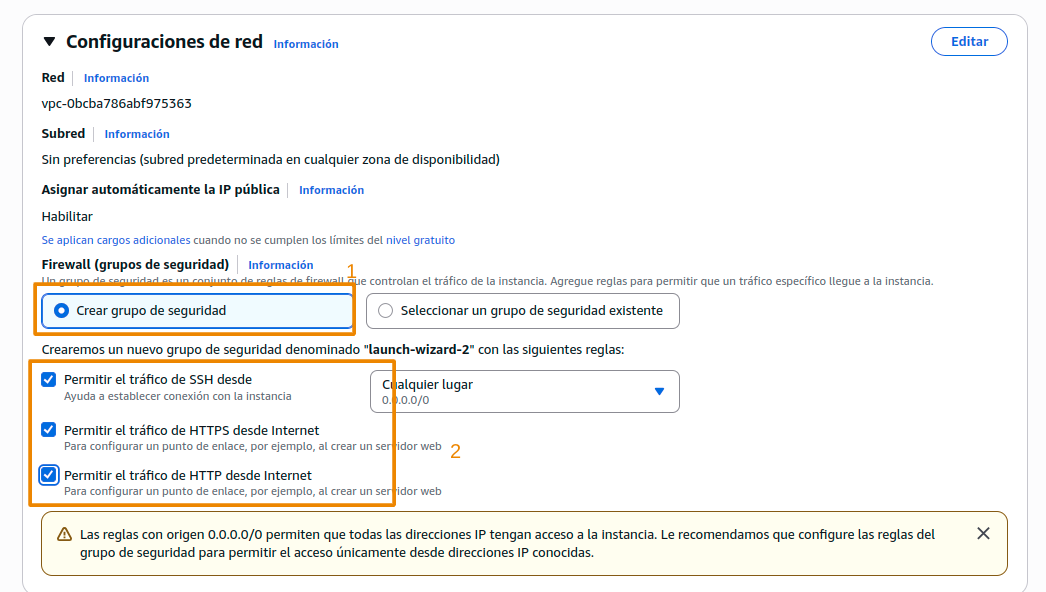 Configuraciones de red Información
Editar
Red Información
vpc-0bcba786abf975363
Subred Información
Sin preferencias (subred predeterminada en cualquier zona de disponibilidad)
Asignar automáticamente la IP pública Información
Habilitar
Se aplican cargos adicionales cuando no se cumplen los límites del nivel gratuito
Firewall (grupos de seguridad) Información
1
Un grupo de seguridad es un conjunto de reglas de firewall que controlan el tráfico de la instancia. Agregue reglas para permitir que un tráfico específico llegue a la instancia.
Crear grupo de seguridad
Seleccionar un grupo de seguridad existente
Crearemos un nuevo grupo de seguridad denominado "launch-wizard-2" con las siguientes reglas:
Permitir el tráfico de SSH desde
Ayuda a establecer conexión con la instancia
Cualquier lugar
0.0.0.0/0
Permitir el tráfico de HTTPS desde Internet
Para configurar un punto de enlace, por ejemplo, al crear un servidor web
2
Permitir el tráfico de HTTP desde Internet
Para configurar un punto de enlace, por ejemplo, al crear un servidor web
Las reglas con origen 0.0.0.0/0 permiten que todas las direcciones IP tengan acceso a la instancia. Le recomendamos que configure las reglas del
grupo de seguridad para permitir el acceso únicamente desde direcciones IP conocidas.